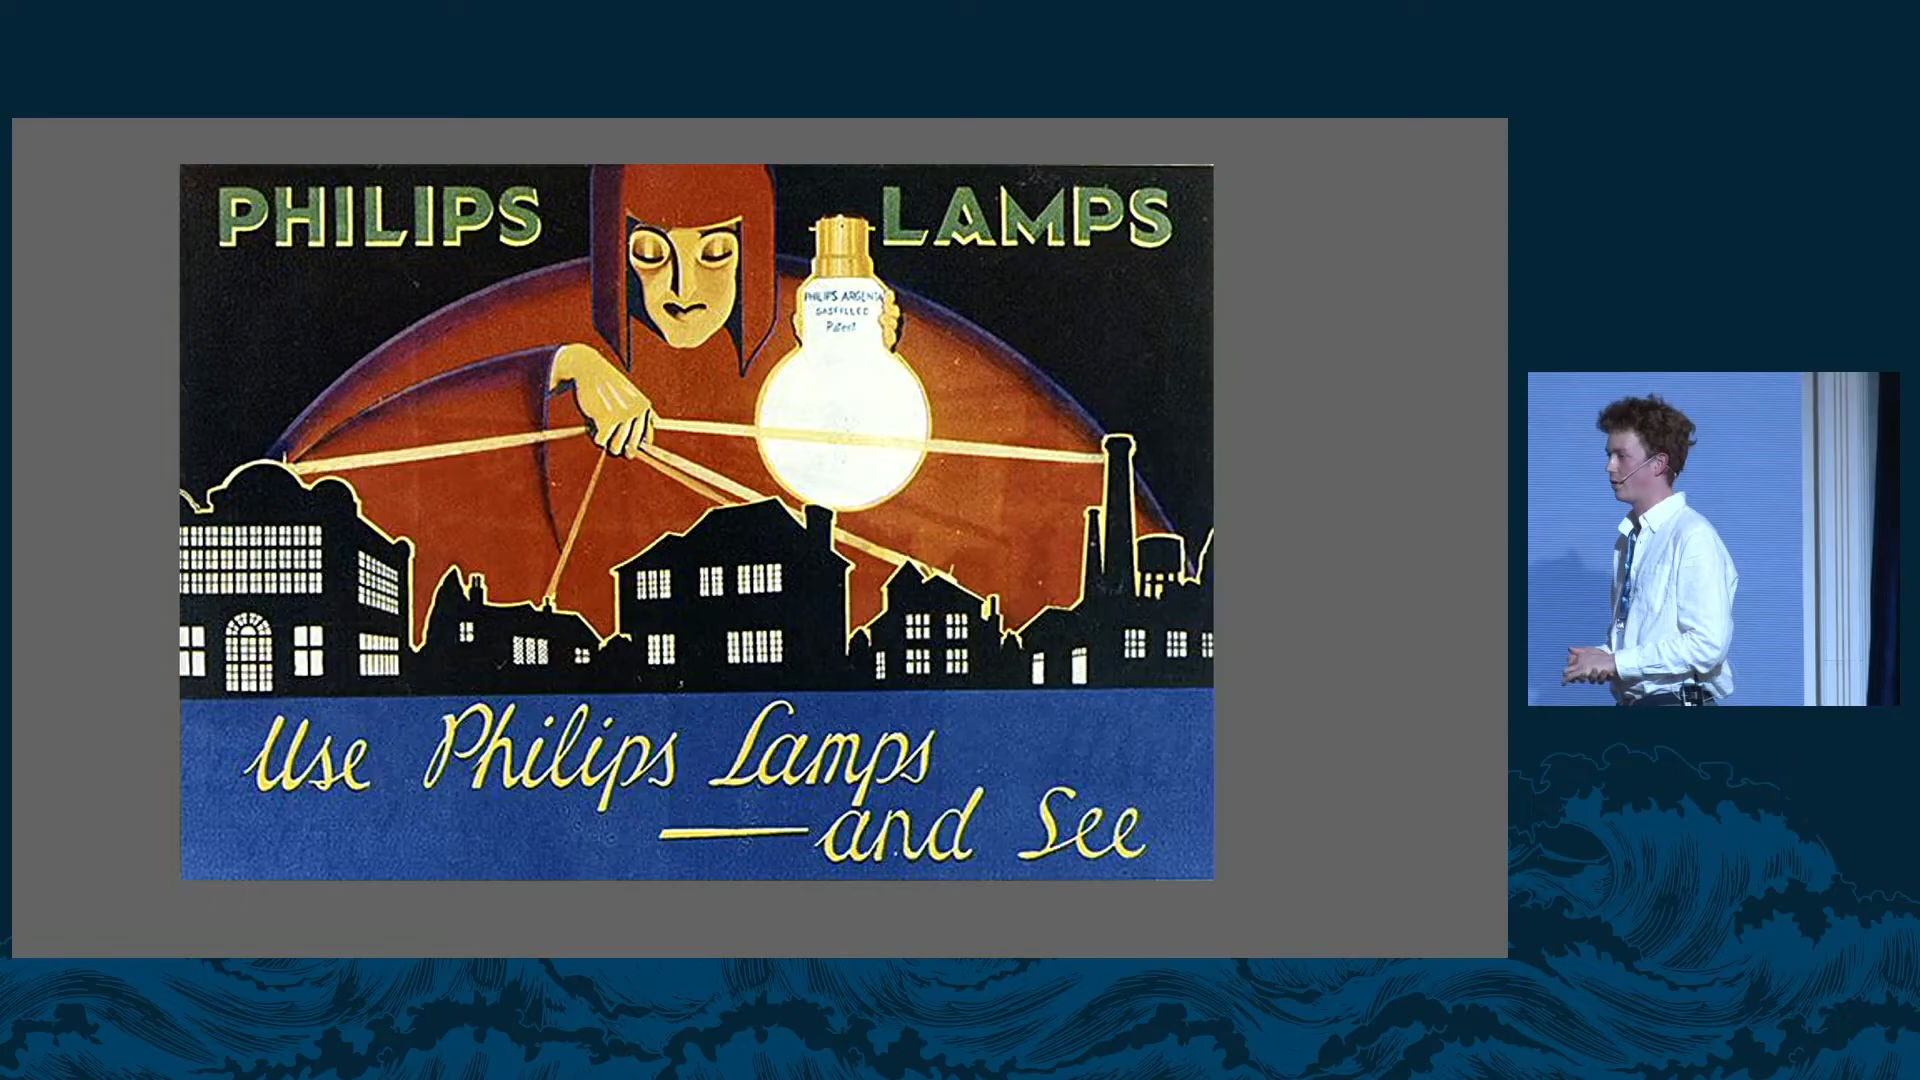 PHILIPS LAMPS
PHILIPS ARGENTA
GASFILLED
Patent
Use Philips Lamps
—and See